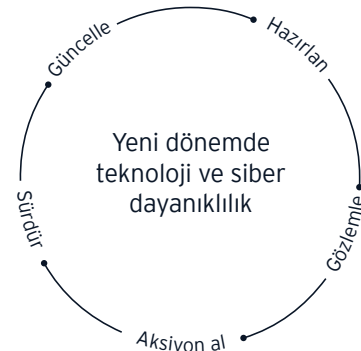 Güncelle
Hazırlan
Yeni dönemde
teknoloji ve siber
dayanıklılık
Sürdür
Gözlemle
Aksiyon al